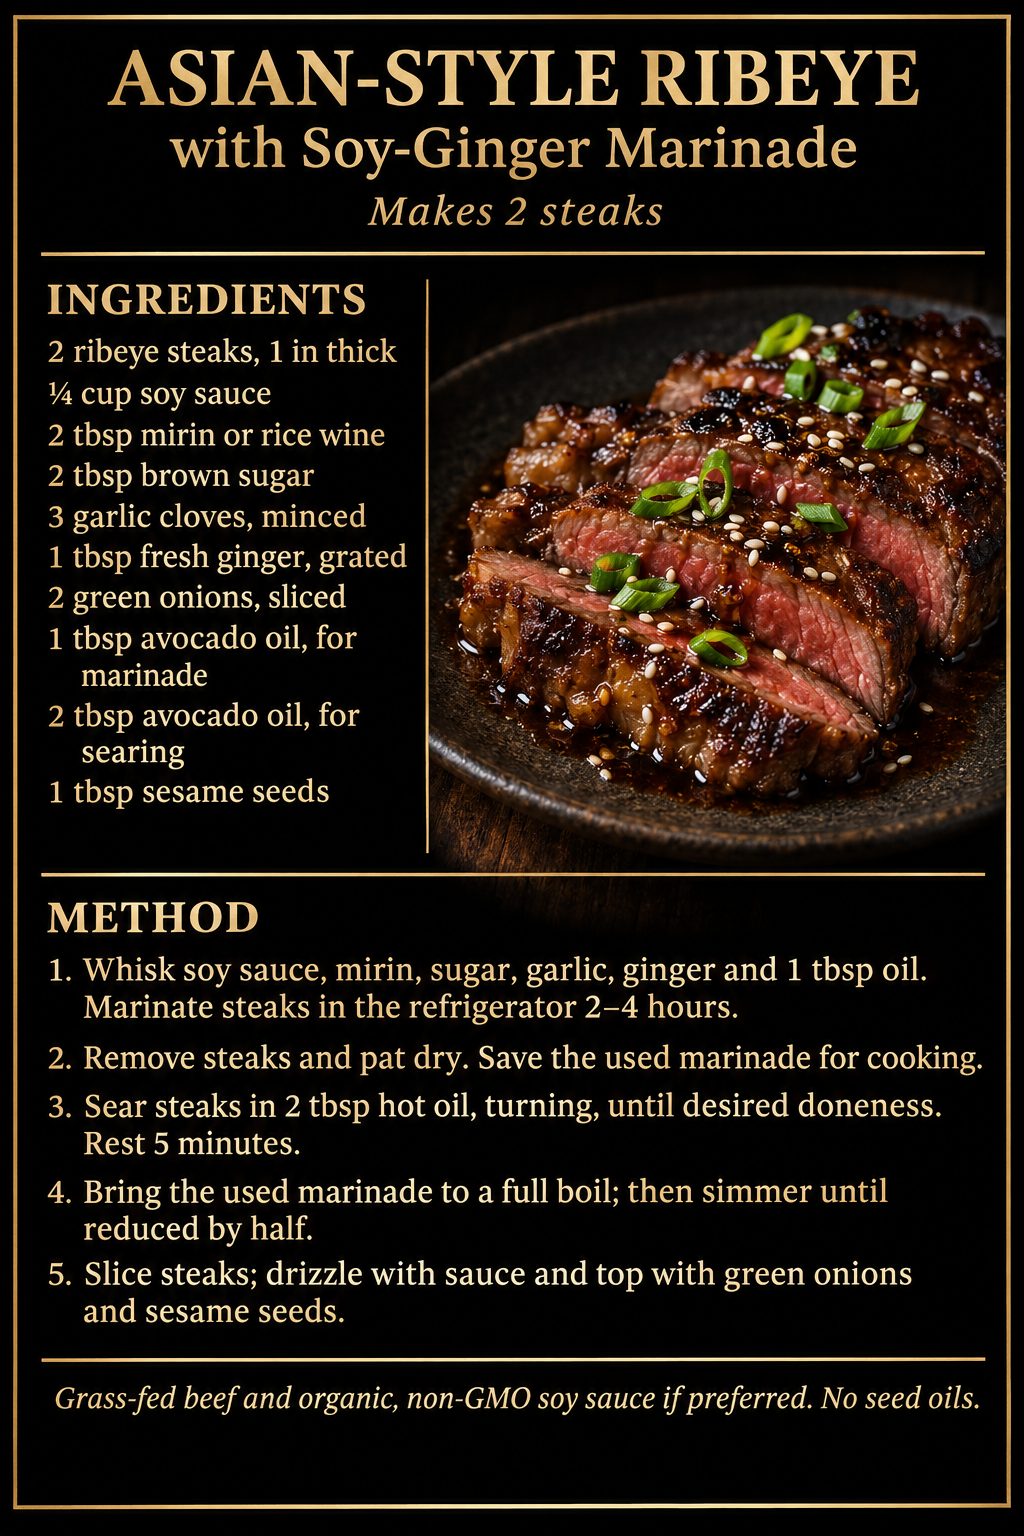 ASIAN-STYLE RIBEYE
with Soy-Ginger Marinade
Makes 2 steaks
INGREDIENTS
2 ribeye steaks, 1 in thick
¼ cup soy sauce
2 tbsp mirin or rice wine
2 tbsp brown sugar
3 garlic cloves, minced
1 tbsp fresh ginger, grated
2 green onions, sliced
1 tbsp avocado oil, for
marinade
2 tbsp avocado oil, for
searing
1 tbsp sesame seeds
METHOD
1. Whisk soy sauce, mirin, sugar, garlic, ginger and 1 tbsp oil.
Marinate steaks in the refrigerator 2–4 hours.
2. Remove steaks and pat dry. Save the used marinade for cooking.
3. Sear steaks in 2 tbsp hot oil, turning, until desired doneness.
Rest 5 minutes.
4. Bring the used marinade to a full boil; then simmer until
reduced by half.
5. Slice steaks; drizzle with sauce and top with green onions
and sesame seeds.
Grass-fed beef and organic, non-GMO soy sauce if preferred. No seed oils.